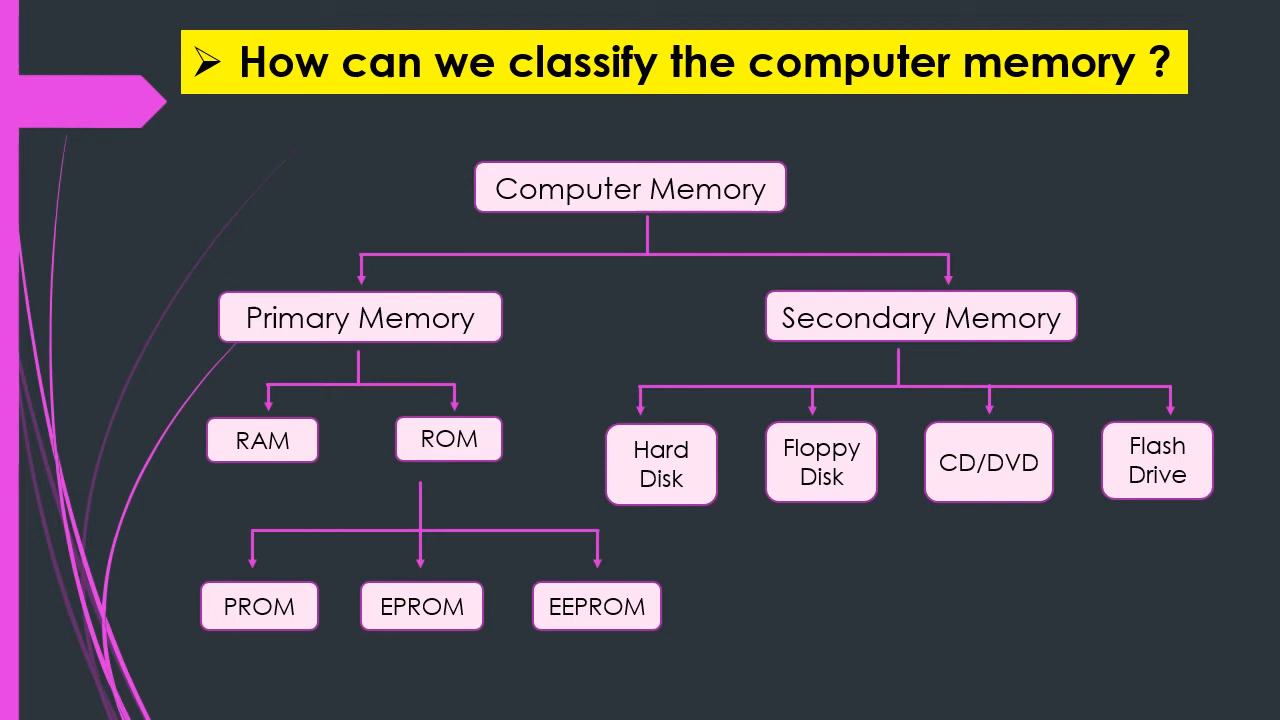 ➢ How can we classify the computer memory ?
Computer Memory
Primary Memory
Secondary Memory
RAM
ROM
Hard
Disk
Floppy
Disk
CD/DVD
Flash
Drive
PROM
EPROM
EEPROM